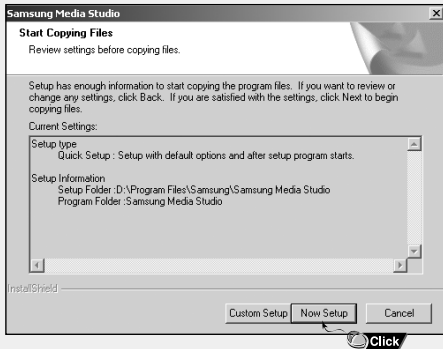 Samsung Media Studio
Start Copying Files
Review settings before copying files.
Setup has enough information to start copying the program files.  If you want to review or
change any settings, click Back.  If you are satisfied with the settings, click Next to begin
copying files.
Current Settings:
Setup type
Quick Setup : Setup with default options and after setup program starts.
Setup Information
Setup Folder :D:\Program Files\Samsung\Samsung Media Studio
Program Folder :Samsung Media Studio
InstallShield
Custom Setup
Now Setup
Cancel
Click